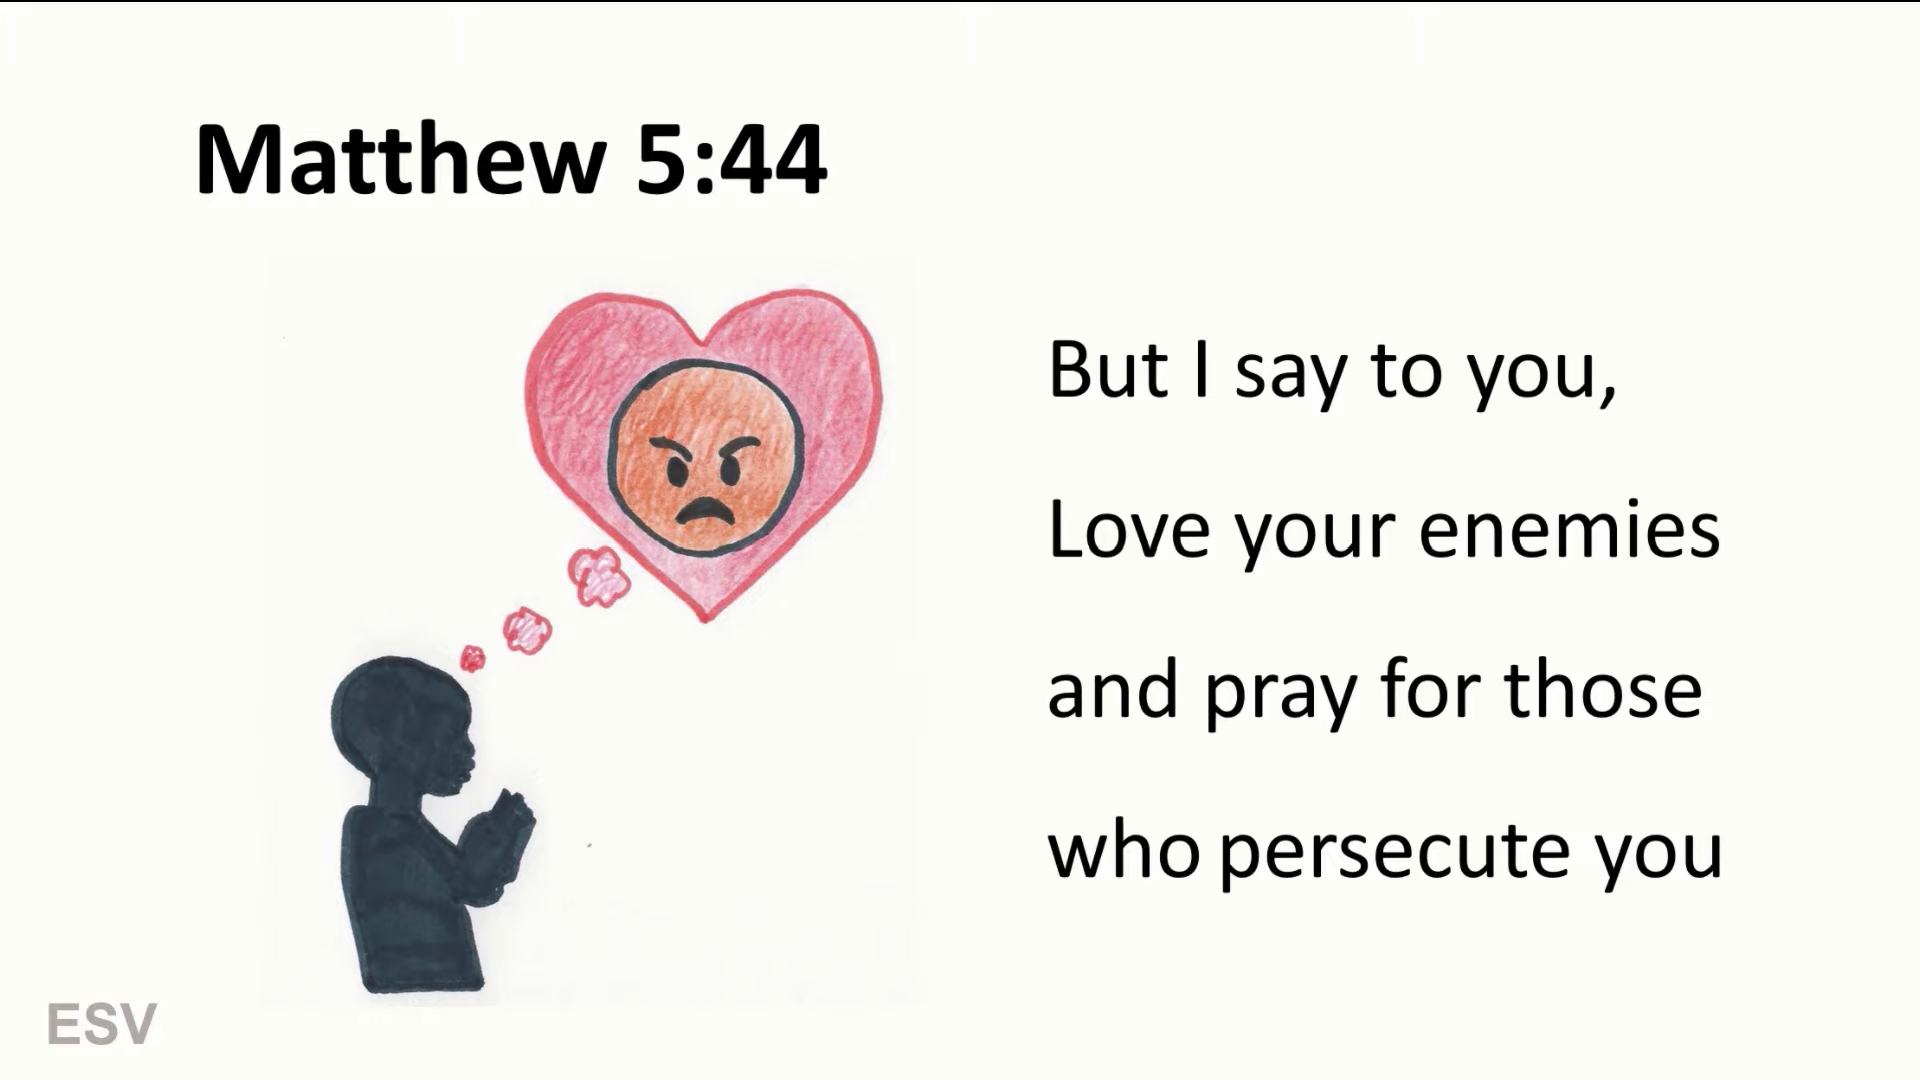 Matthew 5:44
But I say to you,
Love your enemies
and pray for those
who persecute you
ESV